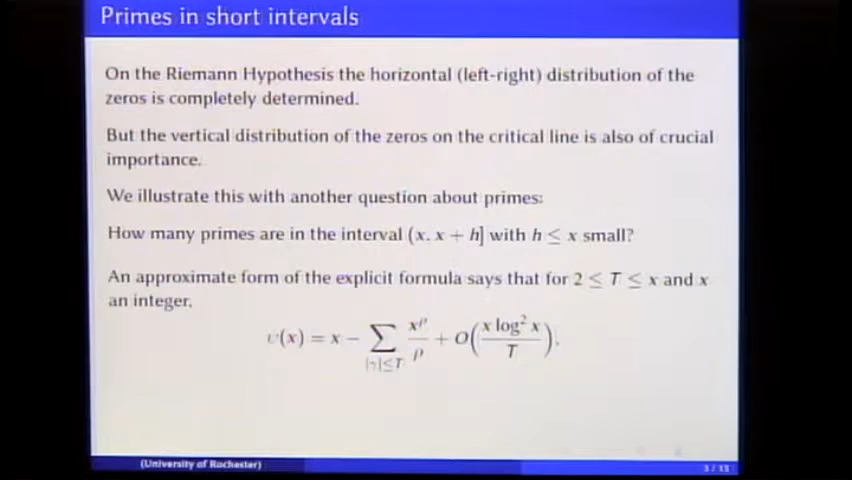 Primes in short intervals
On the Riemann Hypothesis the horizontal (left-right) distribution of the
zeros is completely determined.
But the vertical distribution of the zeros on the critical line is also of crucial
importance.
We illustrate this with another question about primes:
How many primes are in the interval (x, x + h] with h ≤ x small?
An approximate form of the explicit formula says that for 2 ≤ T ≤ x and x
an integer,
ψ(x) = x − ∑_{|γ|≤T} x^ρ/ρ + O(x log² x / T).
(University of Rochester)
3 / 13